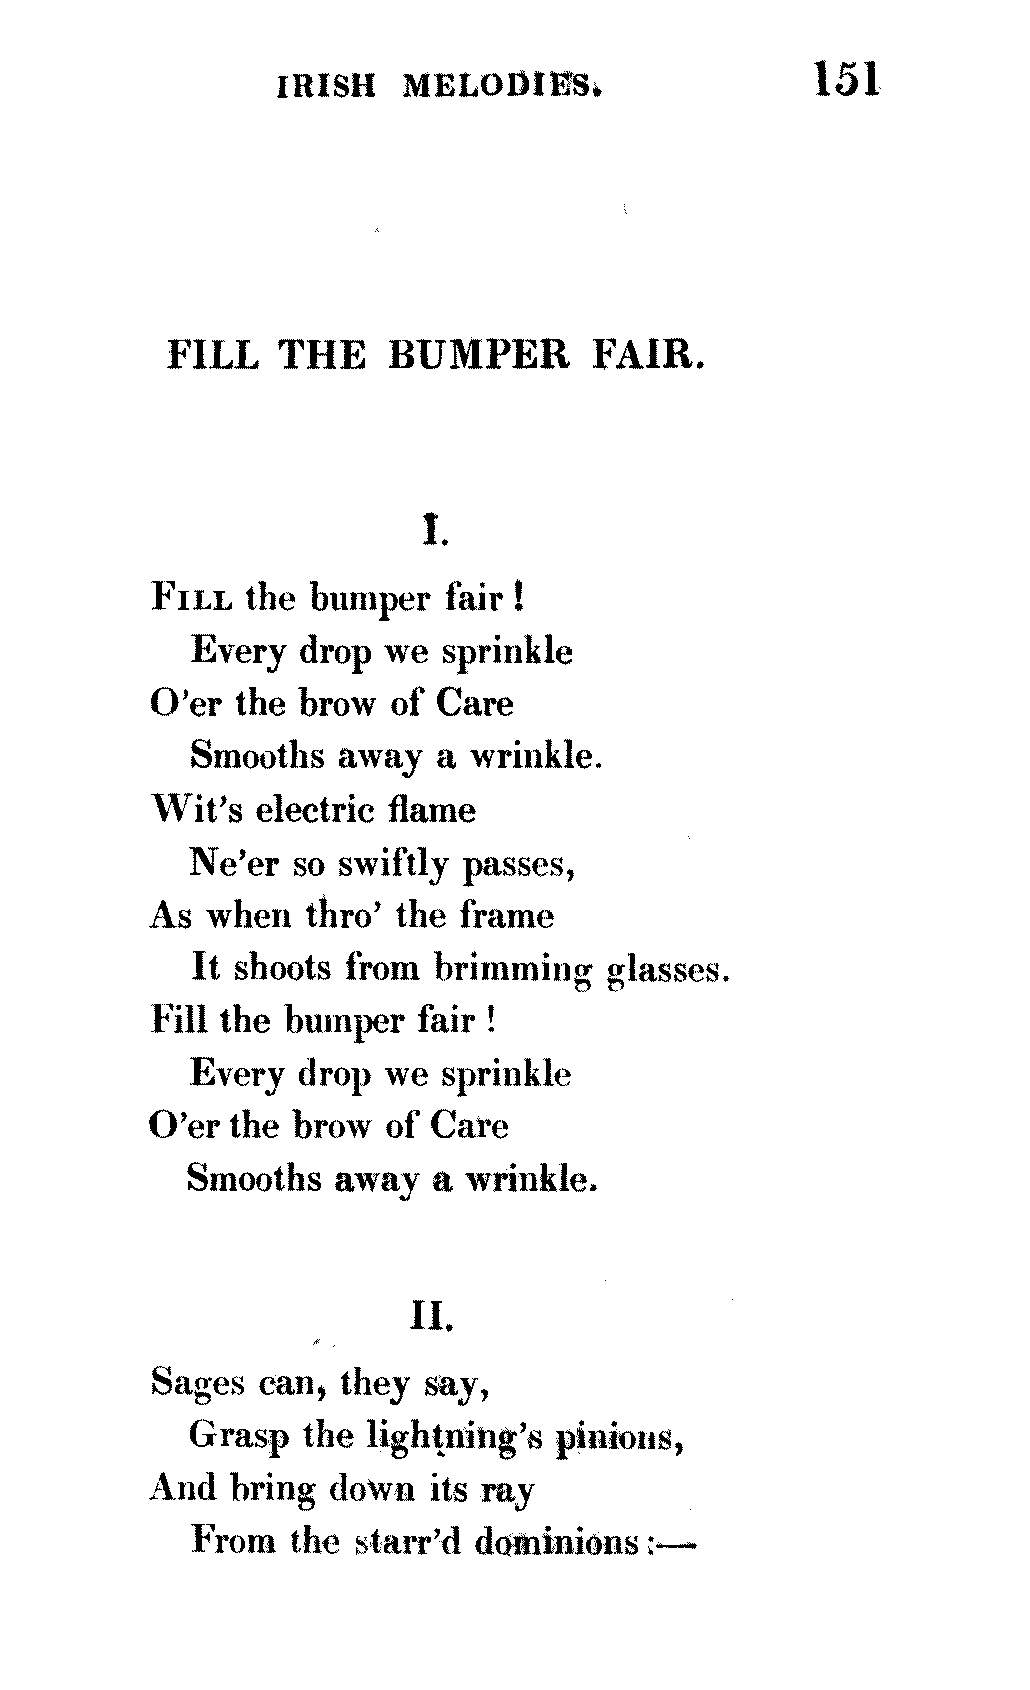 IRISH MELODIES. 151
FILL THE BUMPER FAIR.
I.
FILL the bumper fair !
Every drop we sprinkle
O'er the brow of Care
Smooths away a wrinkle.
Wit's electric flame
Ne'er so swiftly passes,
As when thro' the frame
It shoots from brimming glasses.
Fill the bumper fair !
Every drop we sprinkle
O'er the brow of Care
Smooths away a wrinkle.
II.
Sages can, they say,
Grasp the lightning's pinions,
And bring down its ray
From the starr'd dominions :—